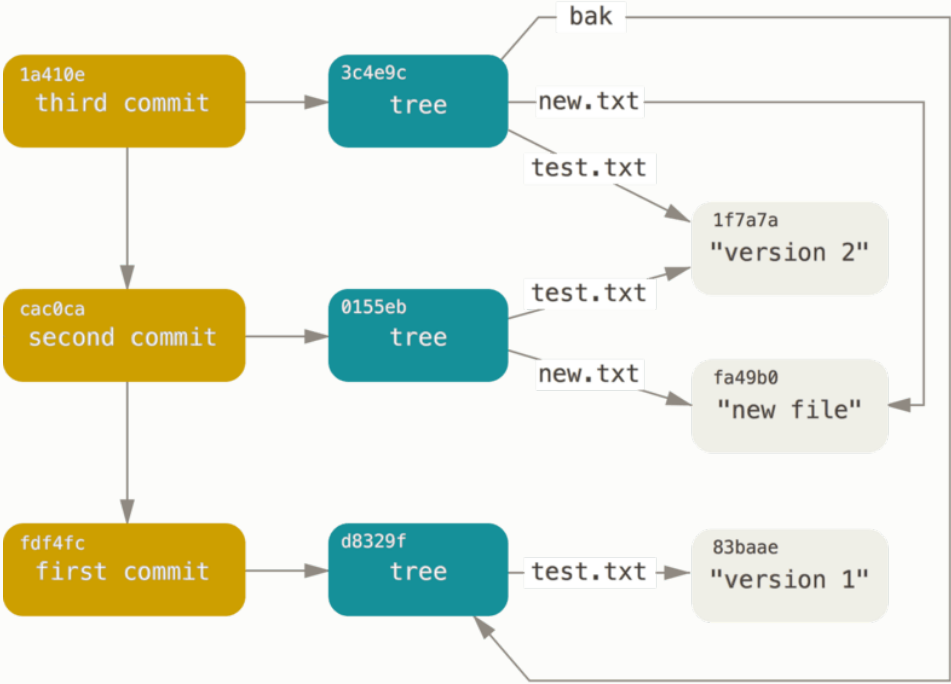 bak
1a410e
third commit
3c4e9c
tree
new.txt
test.txt
1f7a7a
"version 2"
cac0ca
second commit
0155eb
tree
test.txt
new.txt
fa49b0
"new file"
fdf4fc
first commit
d8329f
tree
test.txt
83baae
"version 1"